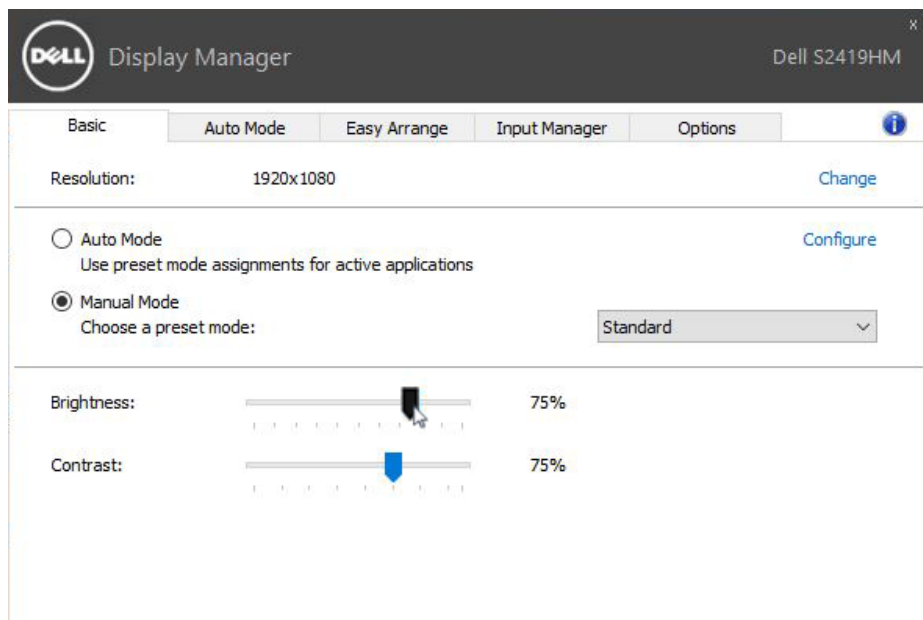 x
DELL Display Manager
Dell S2419HM
Basic Auto Mode Easy Arrange Input Manager Options i
Resolution: 1920x1080 Change
Auto Mode Configure
Use preset mode assignments for active applications
Manual Mode
Choose a preset mode: Standard
Brightness: 75%
Contrast: 75%